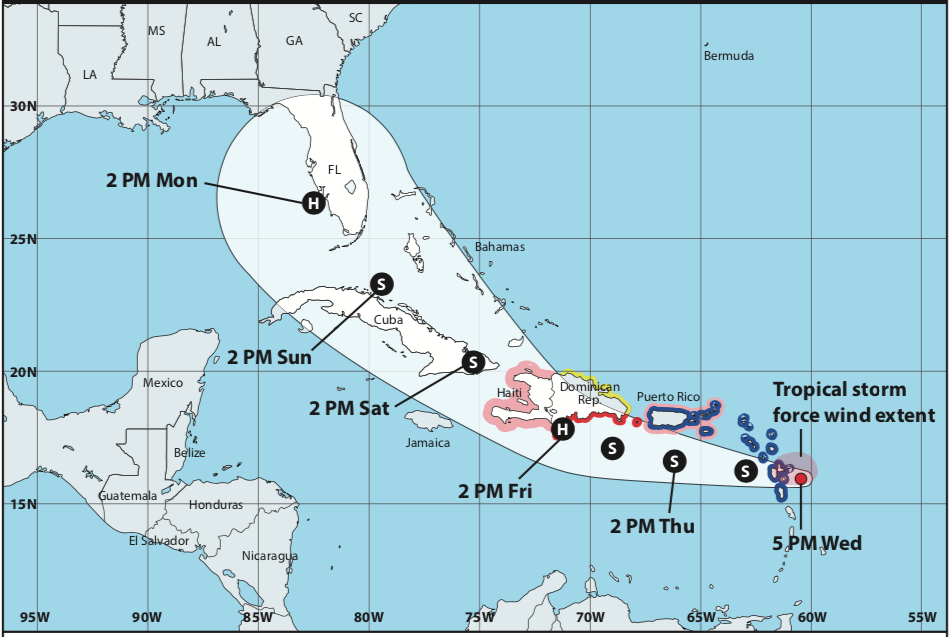 SC
MS
AL
GA
LA
Bermuda
30N
FL
2 PM Mon
H
25N
Bahamas
S
Cuba
2 PM Sun
S
20N
Mexico
Haiti
Dominican
Rep.
Puerto Rico
Tropical storm
force wind extent
2 PM Sat
Jamaica
H
S
S
S
Belize
2 PM Fri
15N
Guatemala
Honduras
2 PM Thu
El Salvador
5 PM Wed
Nicaragua
95W
90W
85W
80W
75W
70W
65W
60W
55W